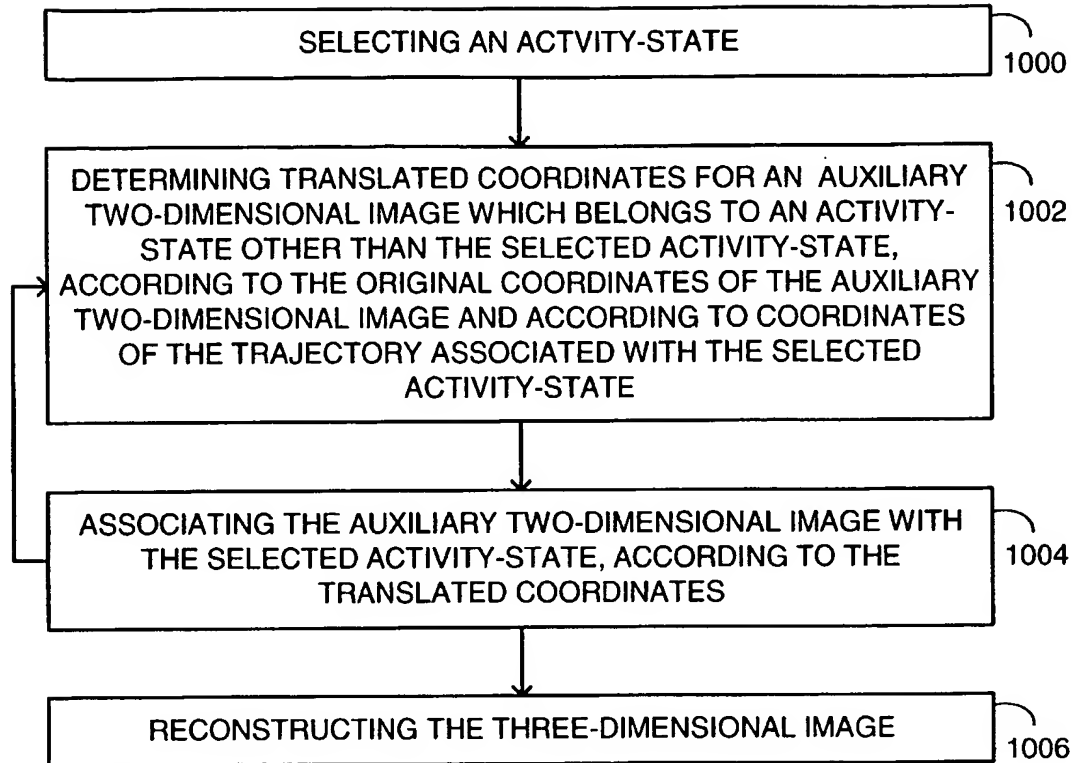 SELECTING AN ACTVITY-STATE
1000
DETERMINING TRANSLATED COORDINATES FOR AN AUXILIARY
TWO-DIMENSIONAL IMAGE WHICH BELONGS TO AN ACTIVITY-
STATE OTHER THAN THE SELECTED ACTIVITY-STATE,
ACCORDING TO THE ORIGINAL COORDINATES OF THE AUXILIARY
TWO-DIMENSIONAL IMAGE AND ACCORDING TO COORDINATES
OF THE TRAJECTORY ASSOCIATED WITH THE SELECTED
ACTIVITY-STATE
1002
ASSOCIATING THE AUXILIARY TWO-DIMENSIONAL IMAGE WITH
THE SELECTED ACTIVITY-STATE, ACCORDING TO THE
TRANSLATED COORDINATES
1004
RECONSTRUCTING THE THREE-DIMENSIONAL IMAGE
1006